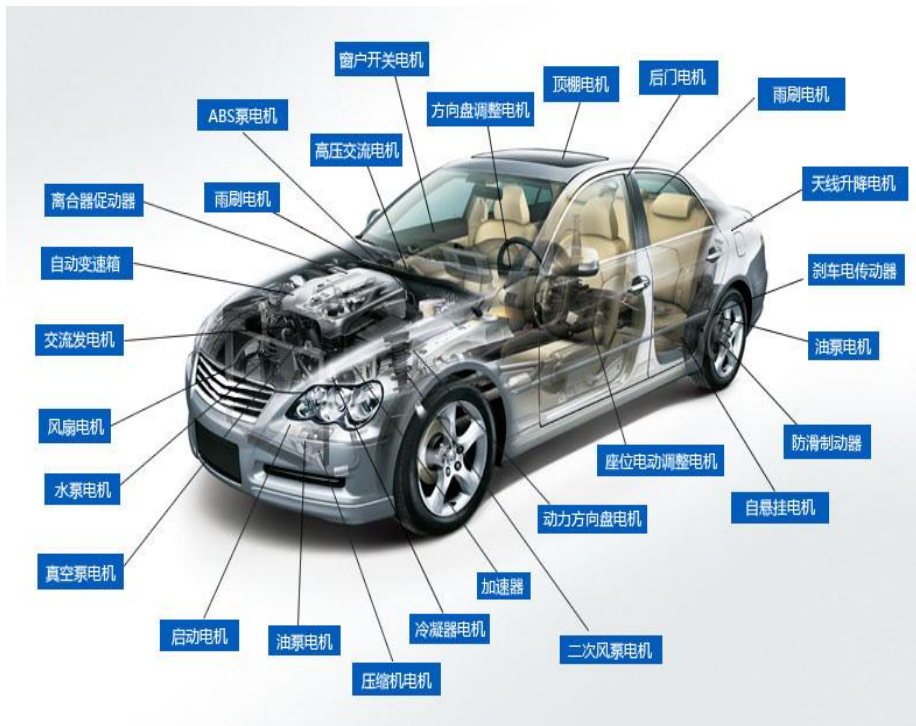 窗户开关电机
顶棚电机
后门电机
雨刷电机
方向盘调整电机
ABS泵电机
高压交流电机
离合器促动器
雨刷电机
天线升降电机
自动变速箱
刹车电传动器
交流发电机
油泵电机
风扇电机
座位电动调整电机
防滑制动器
水泵电机
动力方向盘电机
自悬挂电机
真空泵电机
加速器
启动电机
油泵电机
冷凝器电机
二次风泵电机
压缩机电机